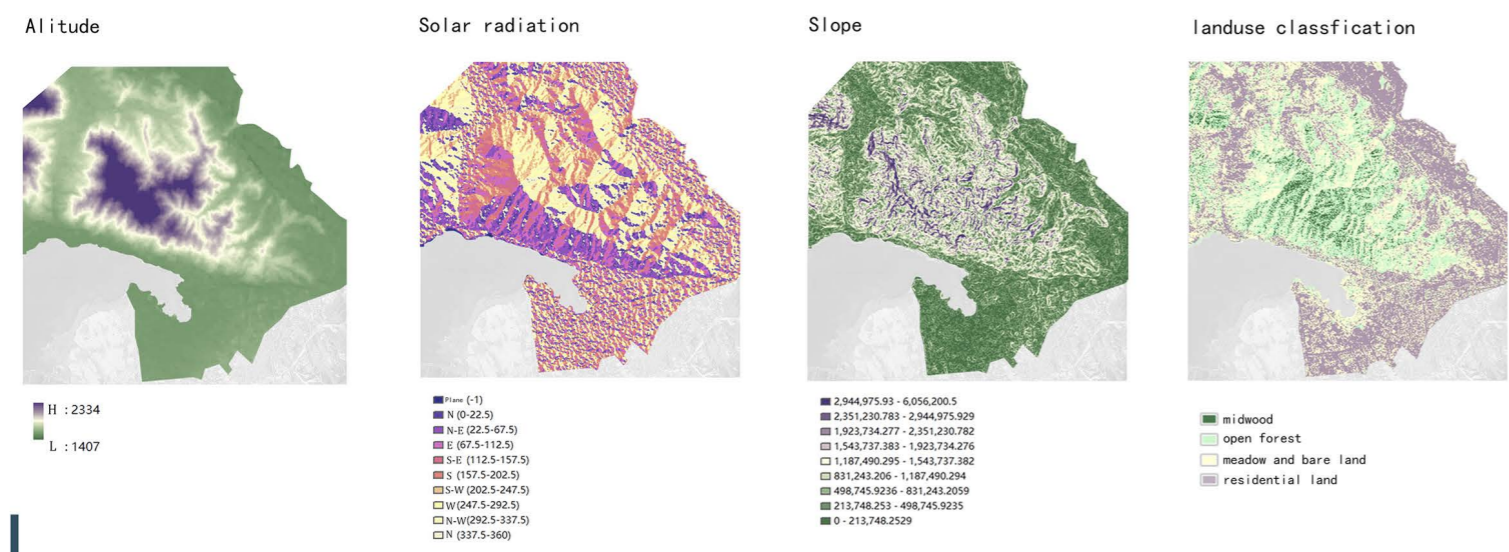 Alitude
H : 2334
L : 1407
Solar radiation
Plane (-1)
N (0-22.5)
N-E (22.5-67.5)
E (67.5-112.5)
S-E (112.5-157.5)
S (157.5-202.5)
S-W (202.5-247.5)
W (247.5-292.5)
N-W (292.5-337.5)
N (337.5-360)
Slope
2,944,975.93 - 6,056,200.5
2,351,230.783 - 2,944,975.929
1,923,734.277 - 2,351,230.782
1,543,737.383 - 1,923,734.276
1,187,490.295 - 1,543,737.382
831,243.206 - 1,187,490.294
498,745.9236 - 831,243.2059
213,748.253 - 498,745.9235
0 - 213,748.2529
landuse classfication
midwood
open forest
meadow and bare land
residential land